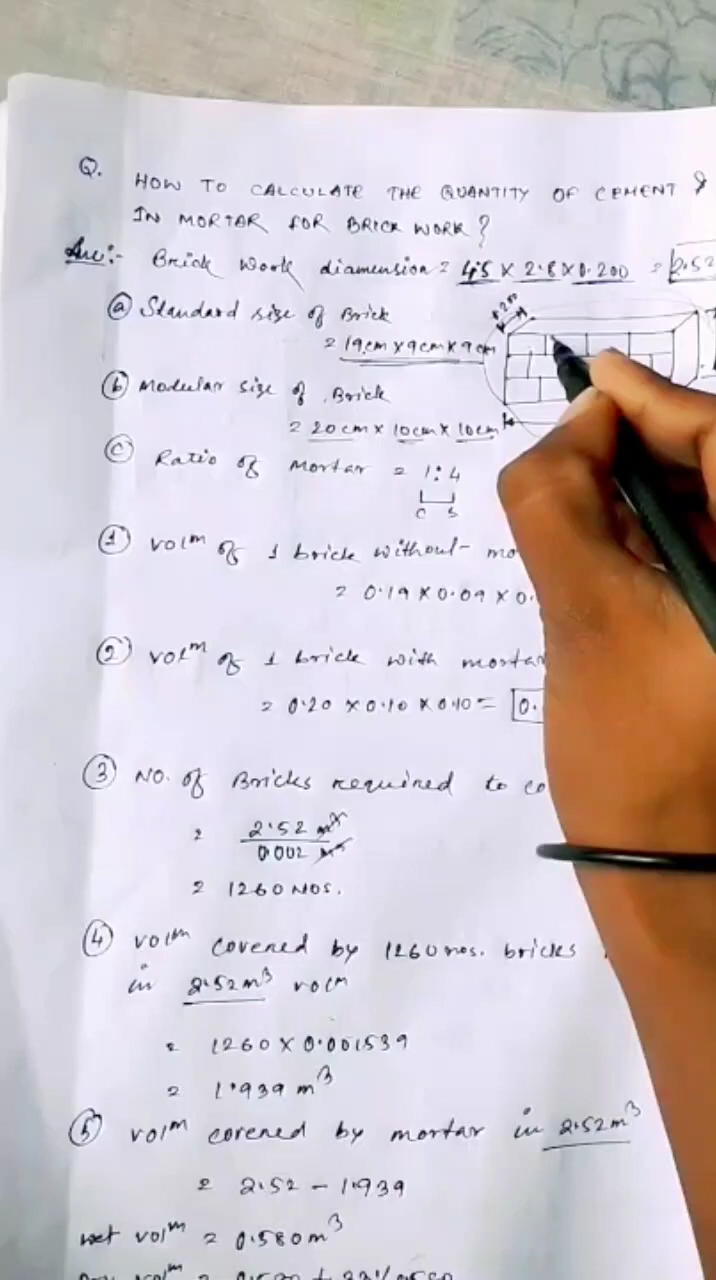 Q. HOW TO CALCULATE THE QUANTITY OF CEMENT &
IN MORTAR FOR BRICK WORK?
Ans:- Brick Work diamension = 4.5 × 2.8 × 0.200 = 2.52
ⓐ Standard size of Brick
0.200
= 19cm × 9cm × 9cm
ⓑ Modular size of Brick
= 20cm × 10cm × 10cm
ⓒ Ratio of mortar = 1:4
C S
① volm of 1 brick without mo
= 0.19 × 0.09 × 0.
② volm of 1 brick with mortar
= 0.20 × 0.10 × 0.10 = 0.
③ NO. of Bricks required to co
= 2.52 m³
0.002 m³
= 1260 NOS.
④ volm covered by 1260 nos. bricks
in 2.52m³ volm
= 1260 × 0.001539
= 1.939 m³
⑤ volm covered by mortar in 2.52m³
= 2.52 - 1.939
wet volm = 0.580m³